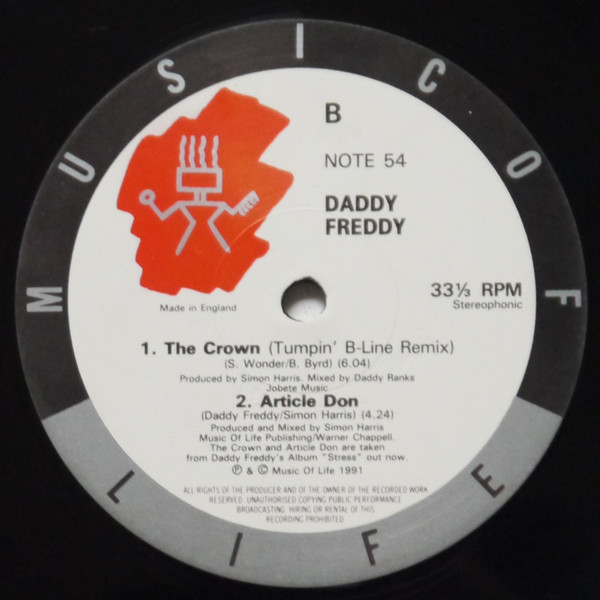 MUSIC OF LIFE
B
NOTE 54
DADDY
FREDDY
33⅓ RPM
Stereophonic
Made in England
1. The Crown (Tumpin' B-Line Remix)
(S. Wonder/B. Byrd) (6.04)
Produced by Simon Harris. Mixed by Daddy Ranks
Jobete Music
2. Article Don
(Daddy Freddy/Simon Harris) (4.24)
Produced and Mixed by Simon Harris
Music Of Life Publishing/Warner Chappell.
The Crown and Article Don are taken
from Daddy Freddy's Album "Stress" out now.
℗ & © Music Of Life 1991
ALL RIGHTS OF THE PRODUCER AND OF THE OWNER OF THE RECORDED WORK
RESERVED. UNAUTHORISED COPYING PUBLIC PERFORMANCE
BROADCASTING HIRING OR RENTAL OF THIS
RECORDING PROHIBITED